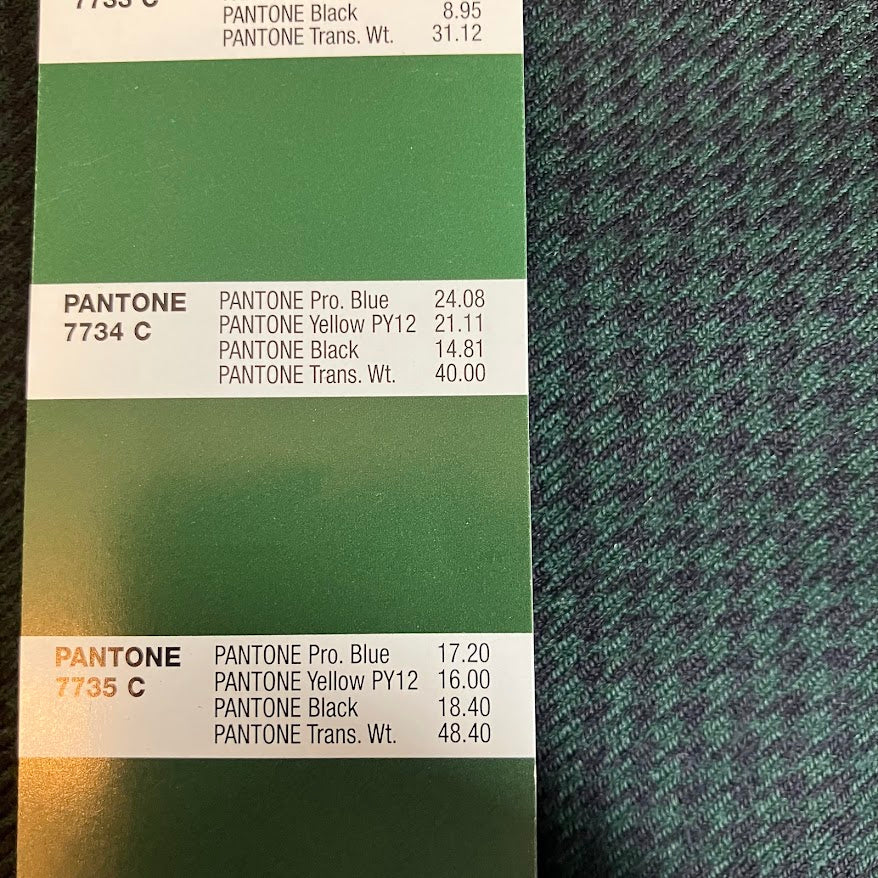 7733 C
PANTONE Black 8.95
PANTONE Trans. Wt. 31.12
PANTONE 7734 C
PANTONE Pro. Blue 24.08
PANTONE Yellow PY12 21.11
PANTONE Black 14.81
PANTONE Trans. Wt. 40.00
PANTONE 7735 C
PANTONE Pro. Blue 17.20
PANTONE Yellow PY12 16.00
PANTONE Black 18.40
PANTONE Trans. Wt. 48.40